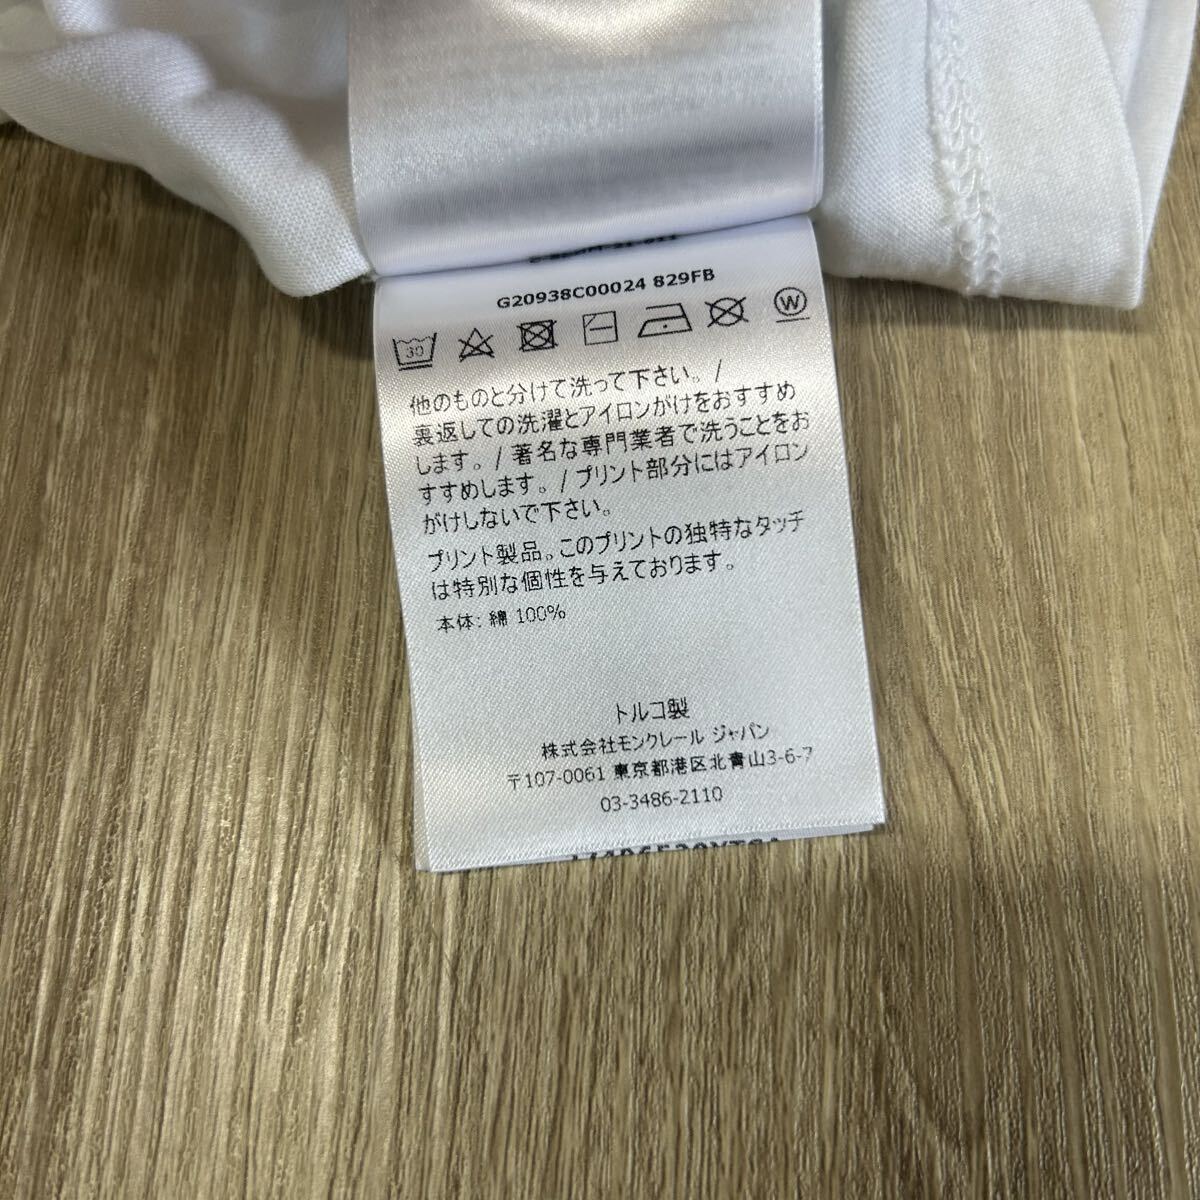 G20938C00024 829FB
30
W
他のものと分けて洗って下さい。/
裏返しての洗濯とアイロンがけをおすすめ
します。/ 著名な専門業者で洗うことをお
すすめします。/ プリント部分にはアイロン
がけしないで下さい。
プリント製品。このプリントの独特なタッチ
は特別な個性を与えております。
本体: 綿 100%
トルコ製
株式会社モンクレール ジャパン
〒107-0061 東京都港区北青山3-6-7
03-3486-2110